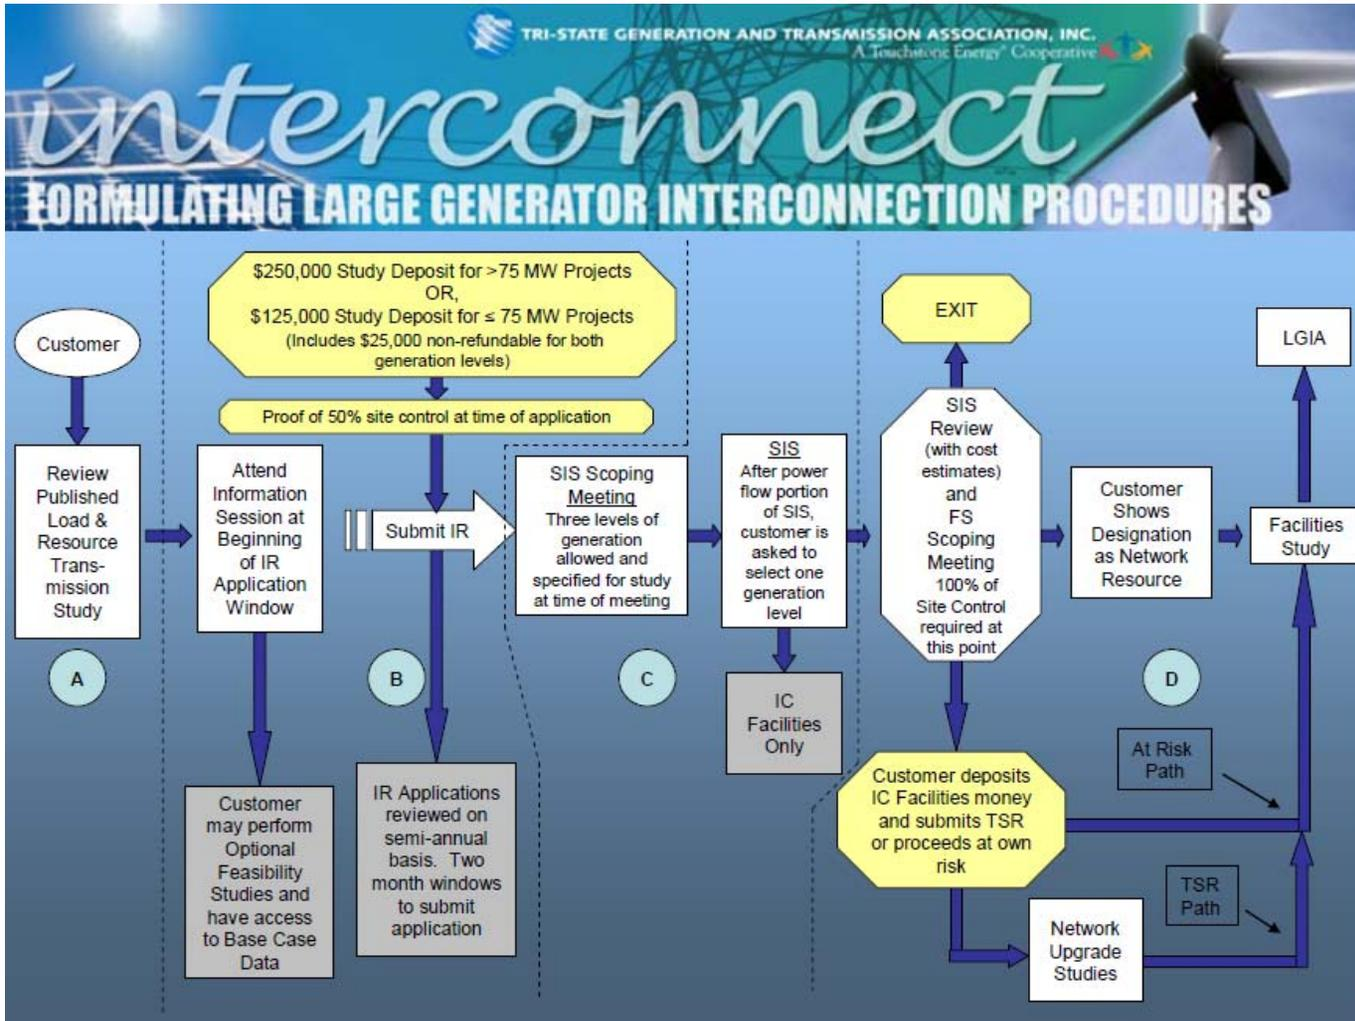 TRI-STATE GENERATION AND TRANSMISSION ASSOCIATION, INC.
A Touchstone Energy® Cooperative
interconnect
FORMULATING LARGE GENERATOR INTERCONNECTION PROCEDURES
$250,000 Study Deposit for >75 MW Projects
OR,
$125,000 Study Deposit for ≤ 75 MW Projects
(Includes $25,000 non-refundable for both
generation levels)
Proof of 50% site control at time of application
Customer
Review
Published
Load &
Resource
Trans-
mission
Study
A
Attend
Information
Session at
Beginning
of IR
Application
Window
Submit IR
B
Customer
may perform
Optional
Feasibility
Studies and
have access
to Base Case
Data
IR Applications
reviewed on
semi-annual
basis. Two
month windows
to submit
application
SIS Scoping
Meeting
Three levels of
generation
allowed and
specified for study
at time of meeting
C
SIS
After power
flow portion
of SIS,
customer is
asked to
select one
generation
level
IC
Facilities
Only
EXIT
SIS
Review
(with cost
estimates)
and
FS
Scoping
Meeting
100% of
Site Control
required at
this point
Customer
Shows
Designation
as Network
Resource
D
LGIA
Facilities
Study
At Risk
Path
Customer deposits
IC Facilities money
and submits TSR
or proceeds at own
risk
TSR
Path
Network
Upgrade
Studies